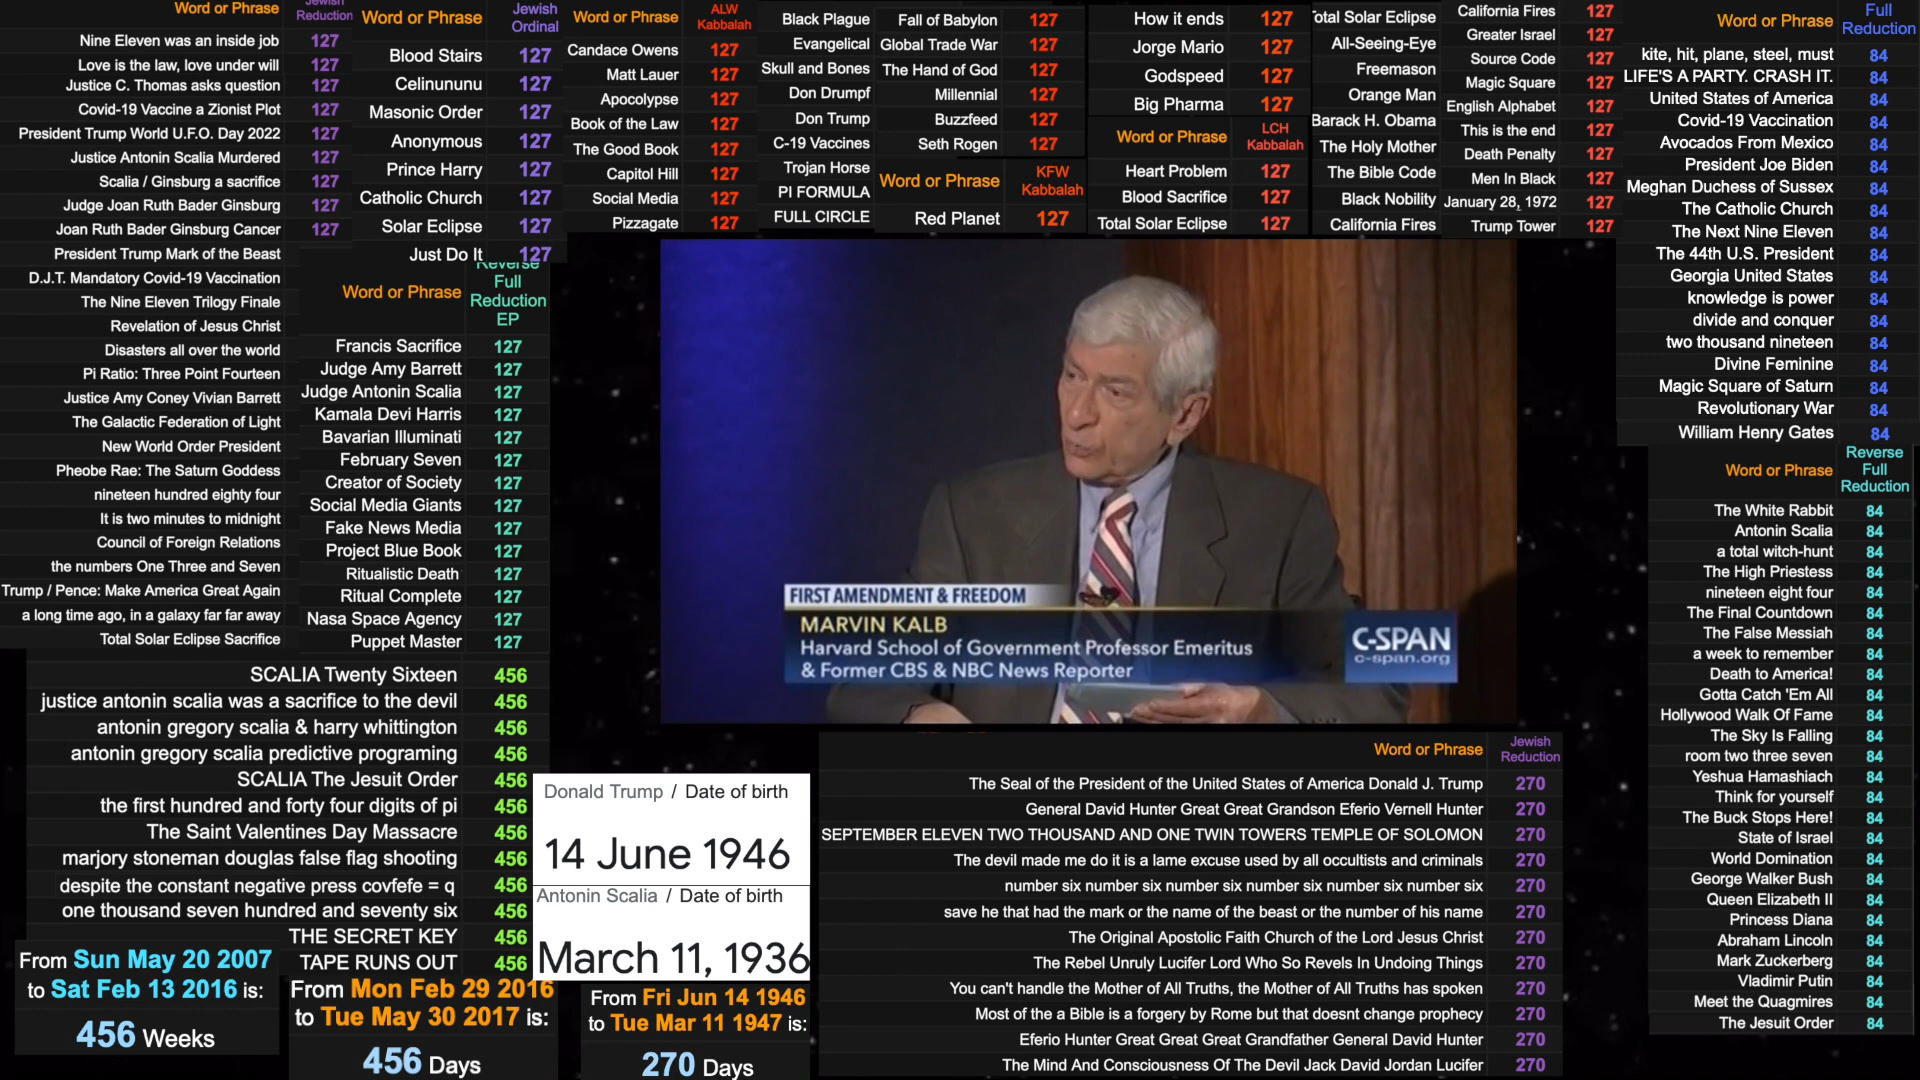 Word or Phrase
Jewish Reduction
Nine Eleven was an inside job 127
Love is the law, love under will 127
Justice C. Thomas asks question 127
Covid-19 Vaccine a Zionist Plot 127
President Trump World U.F.O. Day 2022 127
Justice Antonin Scalia Murdered 127
Scalia / Ginsburg a sacrifice 127
Judge Joan Ruth Bader Ginsburg 127
Joan Ruth Bader Ginsburg Cancer 127
President Trump Mark of the Beast
D.J.T. Mandatory Covid-19 Vaccination
The Nine Eleven Trilogy Finale
Revelation of Jesus Christ
Disasters all over the world
Pi Ratio: Three Point Fourteen
Justice Amy Coney Vivian Barrett
The Galactic Federation of Light
New World Order President
Pheobe Rae: The Saturn Goddess
nineteen hundred eighty four
It is two minutes to midnight
Council of Foreign Relations
the numbers One Three and Seven
Trump / Pence: Make America Great Again
a long time ago, in a galaxy far far away
Total Solar Eclipse Sacrifice
Word or Phrase
Jewish
Ordinal
Blood Stairs 127
Celinununu 127
Masonic Order 127
Anonymous 127
Prince Harry 127
Catholic Church 127
Solar Eclipse 127
Just Do It 127
Word or Phrase
Reverse
Full
Reduction
EP
Francis Sacrifice 127
Judge Amy Barrett 127
Judge Antonin Scalia 127
Kamala Devi Harris 127
Bavarian Illuminati 127
February Seven 127
Creator of Society 127
Social Media Giants 127
Fake News Media 127
Project Blue Book 127
Ritualistic Death 127
Ritual Complete 127
Nasa Space Agency 127
Puppet Master 127
Word or Phrase
ALW
Kabbalah
Candace Owens 127
Matt Lauer 127
Apocolypse 127
Book of the Law 127
The Good Book 127
Capitol Hill 127
Social Media 127
Pizzagate 127
Black Plague
Evangelical
Skull and Bones
Don Drumpf
Don Trump
C-19 Vaccines
Trojan Horse
PI FORMULA
FULL CIRCLE
Fall of Babylon 127
Global Trade War 127
The Hand of God 127
Millennial 127
Buzzfeed 127
Seth Rogen 127
Word or Phrase
KFW
Kabbalah
Red Planet 127
How it ends 127
Jorge Mario 127
Godspeed 127
Big Pharma 127
Word or Phrase
LCH
Kabbalah
Heart Problem 127
Blood Sacrifice 127
Total Solar Eclipse 127
Total Solar Eclipse
All-Seeing-Eye
Freemason
Orange Man
Barack H. Obama
The Holy Mother
The Bible Code
Black Nobility
California Fires
California Fires 127
Greater Israel 127
Source Code 127
Magic Square 127
English Alphabet 127
This is the end 127
Death Penalty 127
Men In Black 127
January 28, 1972 127
Trump Tower 127
Word or Phrase
Full
Reduction
kite, hit, plane, steel, must 84
LIFE'S A PARTY. CRASH IT. 84
United States of America 84
Covid-19 Vaccination 84
Avocados From Mexico 84
President Joe Biden 84
Meghan Duchess of Sussex 84
The Catholic Church 84
The Next Nine Eleven 84
The 44th U.S. President 84
Georgia United States 84
knowledge is power 84
divide and conquer 84
two thousand nineteen 84
Divine Feminine 84
Magic Square of Saturn 84
Revolutionary War 84
William Henry Gates 84
Word or Phrase
Reverse
Full
Reduction
The White Rabbit 84
Antonin Scalia 84
a total witch-hunt 84
The High Priestess 84
nineteen eight four 84
The Final Countdown 84
The False Messiah 84
a week to remember 84
Death to America! 84
Gotta Catch 'Em All 84
Hollywood Walk Of Fame 84
The Sky Is Falling 84
room two three seven 84
Yeshua Hamashiach 84
Think for yourself 84
The Buck Stops Here! 84
State of Israel 84
World Domination 84
George Walker Bush 84
Queen Elizabeth II 84
Princess Diana 84
Abraham Lincoln 84
Mark Zuckerberg 84
Vladimir Putin 84
Meet the Quagmires 84
The Jesuit Order 84
FIRST AMENDMENT & FREEDOM
MARVIN KALB
Harvard School of Government Professor Emeritus
& Former CBS & NBC News Reporter
C-SPAN
c-span.org
SCALIA Twenty Sixteen 456
justice antonin scalia was a sacrifice to the devil 456
antonin gregory scalia & harry whittington 456
antonin gregory scalia predictive programing 456
SCALIA The Jesuit Order 456
the first hundred and forty four digits of pi 456
The Saint Valentines Day Massacre 456
marjory stoneman douglas false flag shooting 456
despite the constant negative press covfefe = q 456
one thousand seven hundred and seventy six 456
THE SECRET KEY 456
TAPE RUNS OUT 456
From Sun May 20 2007
to Sat Feb 13 2016 is:
456 Weeks
From Mon Feb 29 2016
to Tue May 30 2017 is:
456 Days
Donald Trump / Date of birth
14 June 1946
Antonin Scalia / Date of birth
March 11, 1936
From Fri Jun 14 1946
to Tue Mar 11 1947 is:
270 Days
Word or Phrase
Jewish
Reduction
The Seal of the President of the United States of America Donald J. Trump 270
General David Hunter Great Great Grandson Eferio Vernell Hunter 270
SEPTEMBER ELEVEN TWO THOUSAND AND ONE TWIN TOWERS TEMPLE OF SOLOMON 270
The devil made me do it is a lame excuse used by all occultists and criminals 270
number six number six number six number six number six number six 270
save he that had the mark or the name of the beast or the number of his name 270
The Original Apostolic Faith Church of the Lord Jesus Christ 270
The Rebel Unruly Lucifer Lord Who So Revels In Undoing Things 270
You can't handle the Mother of All Truths, the Mother of All Truths has spoken 270
Most of the a Bible is a forgery by Rome but that doesnt change prophecy 270
Eferio Hunter Great Great Great Grandfather General David Hunter 270
The Mind And Consciousness Of The Devil Jack David Jordan Lucifer 270